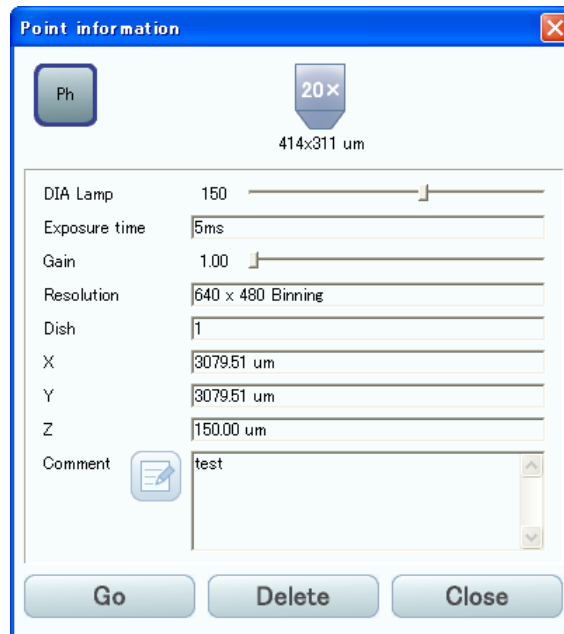 Point information
Ph
20×
414x311 um
DIA Lamp 150
Exposure time 5ms
Gain 1.00
Resolution 640 x 480 Binning
Dish 1
X 3079.51 um
Y 3079.51 um
Z 150.00 um
Comment test
Go Delete Close